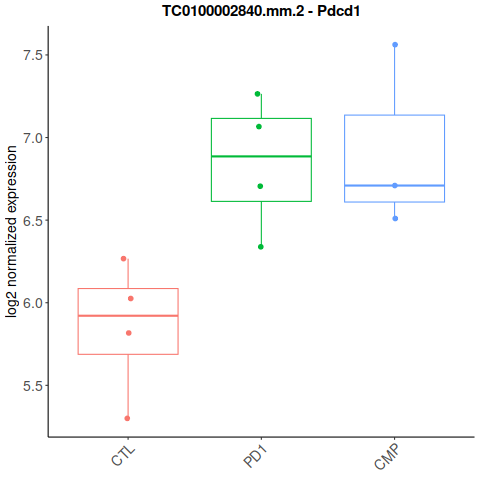 TC0100002840.mm.2 - Pdcd1
log2 normalized expression
7.5
7.0
6.5
6.0
5.5
CTL
PD1
CMP